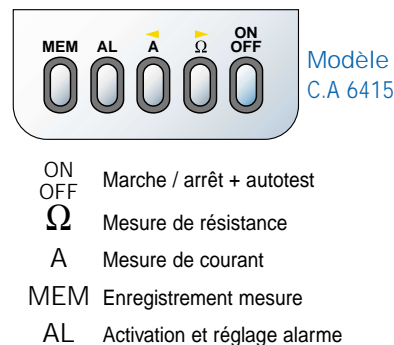 MEM AL A Ω ON OFF
Modèle
C.A 6415
ON OFF Marche / arrêt + autotest
Ω Mesure de résistance
A Mesure de courant
MEM Enregistrement mesure
AL Activation et réglage alarme